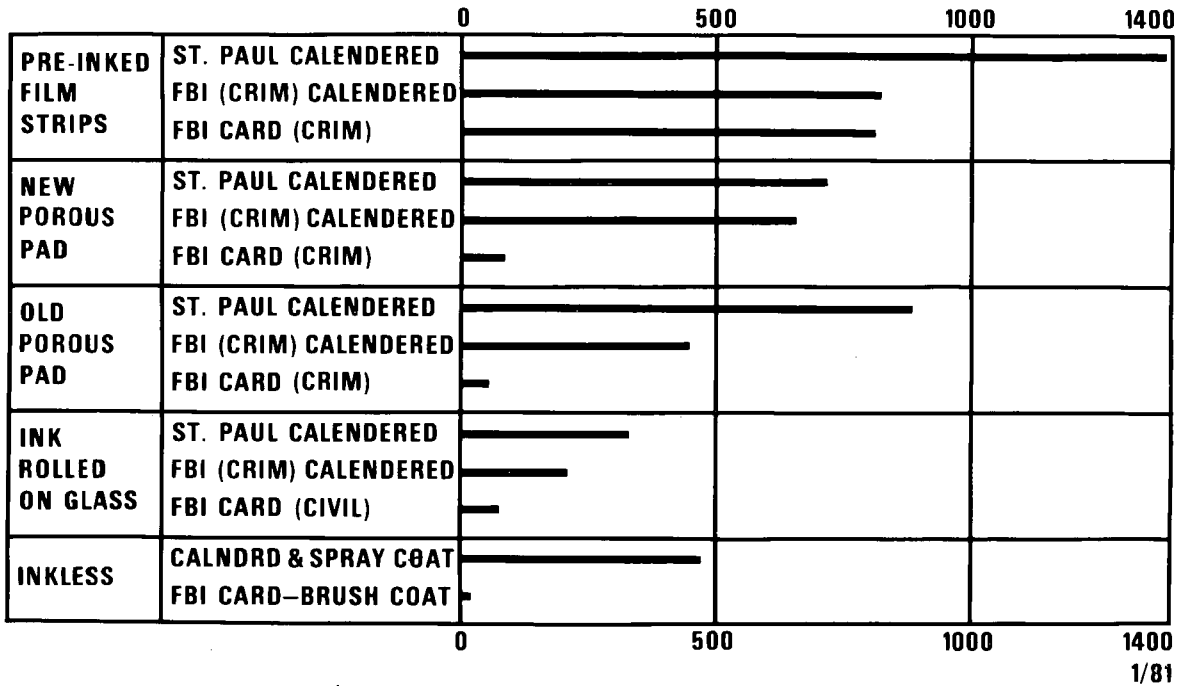 0 500 1000 1400
PRE-INKED FILM STRIPS
ST. PAUL CALENDERED
FBI (CRIM) CALENDERED
FBI CARD (CRIM)
NEW POROUS PAD
ST. PAUL CALENDERED
FBI (CRIM) CALENDERED
FBI CARD (CRIM)
OLD POROUS PAD
ST. PAUL CALENDERED
FBI (CRIM) CALENDERED
FBI CARD (CRIM)
INK ROLLED ON GLASS
ST. PAUL CALENDERED
FBI (CRIM) CALENDERED
FBI CARD (CIVIL)
INKLESS
CALNDRD & SPRAY COAT
FBI CARD–BRUSH COAT
0 500 1000 1400
1/81